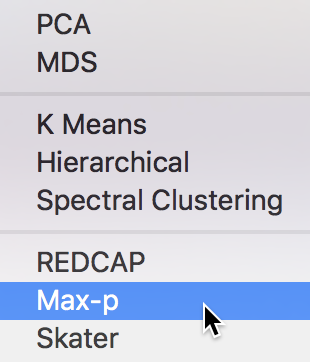 PCA
MDS
K Means
Hierarchical
Spectral Clustering
REDCAP
Max-p
Skater